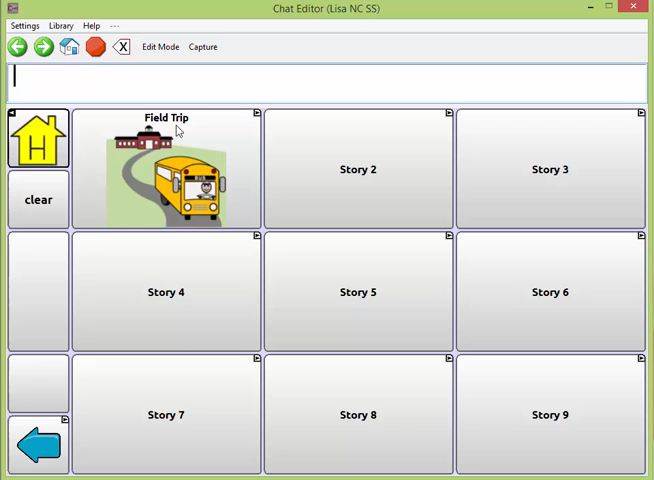 Chat Editor (Lisa NC SS)
Settings Library Help ---
X Edit Mode Capture
H
Field Trip
BUS
Story 2
Story 3
clear
Story 4
Story 5
Story 6
Story 7
Story 8
Story 9